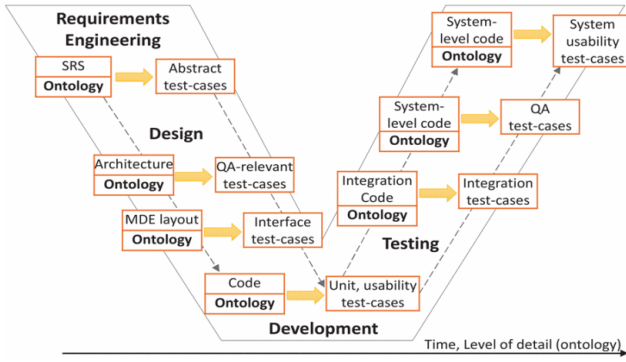 Requirements
Engineering
SRS
Ontology
Abstract
test-cases
Design
Architecture
Ontology
QA-relevant
test-cases
MDE layout
Ontology
Interface
test-cases
Code
Ontology
Unit, usability
test-cases
Development
System-level code
Ontology
System
usability
test-cases
System-level code
Ontology
QA
test-cases
Integration
Code
Ontology
Integration
test-cases
Testing
Time, Level of detail (ontology)